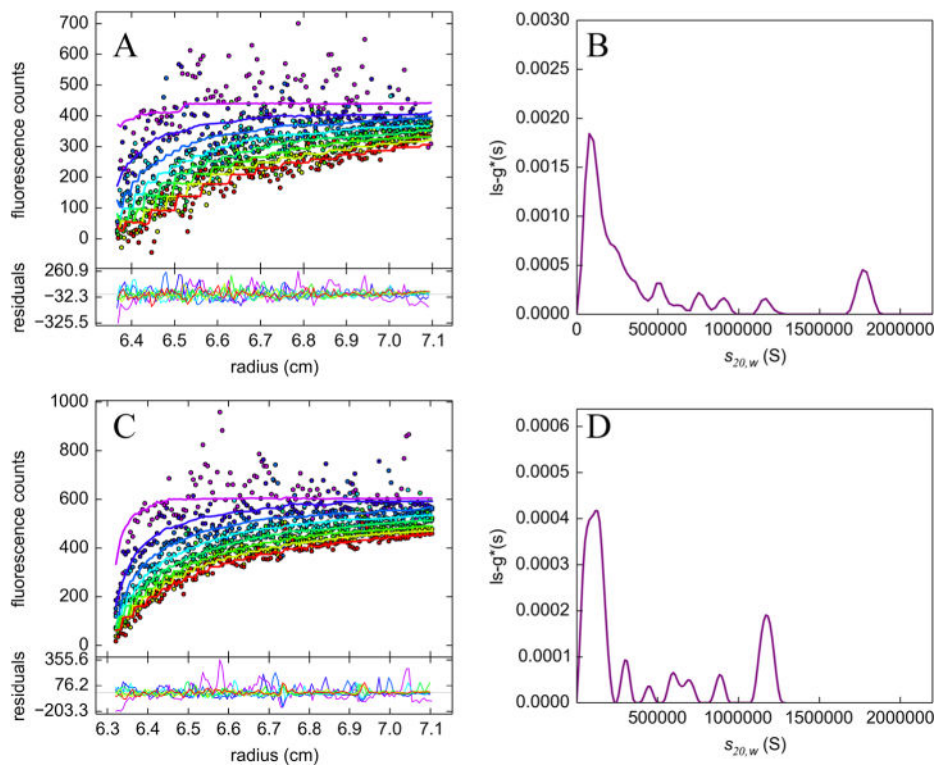 A
700
600
500
400
300
200
100
0
fluorescence counts
260.9
−32.3
−325.5
residuals
6.4 6.5 6.6 6.7 6.8 6.9 7.0 7.1
radius (cm)
B
0.0030
0.0025
0.0020
0.0015
0.0010
0.0005
0.0000
ls-g*(s)
0 500000 1000000 1500000 2000000
s20,w (S)
C
1000
800
600
400
200
0
fluorescence counts
355.6
76.2
−203.3
residuals
6.3 6.4 6.5 6.6 6.7 6.8 6.9 7.0 7.1
radius (cm)
D
0.0006
0.0005
0.0004
0.0003
0.0002
0.0001
0.0000
ls-g*(s)
500000 1000000 1500000 2000000
s20,w (S)